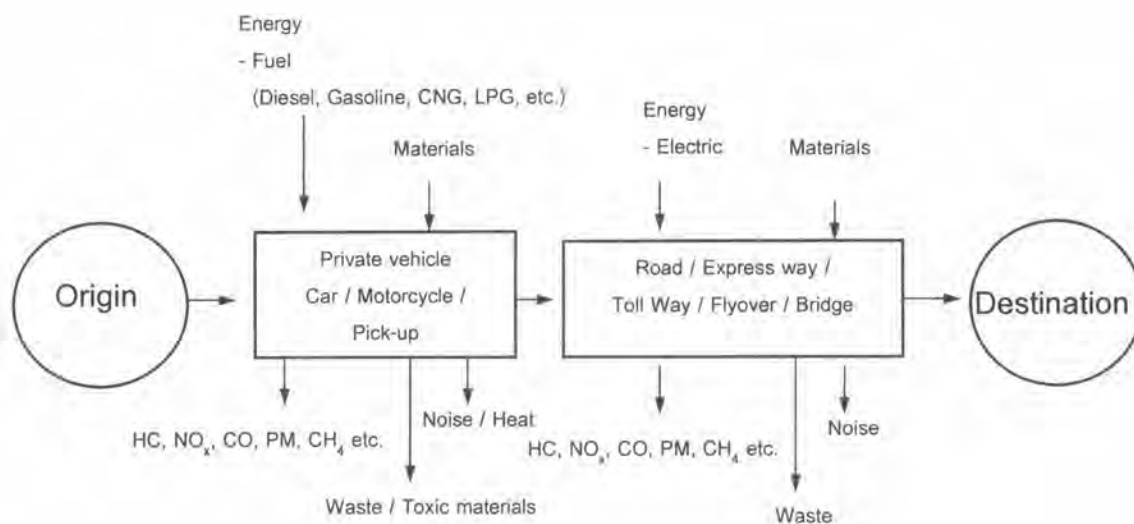 Energy
- Fuel
(Diesel, Gasoline, CNG, LPG, etc.)
Materials
Energy
- Electric
Materials
Origin
Private vehicle
Car / Motorcycle /
Pick-up
Road / Express way /
Toll Way / Flyover / Bridge
Destination
HC, NOₓ, CO, PM, CH₄ etc.
Noise / Heat
Waste / Toxic materials
HC, NOₓ, CO, PM, CH₄ etc.
Noise
Waste